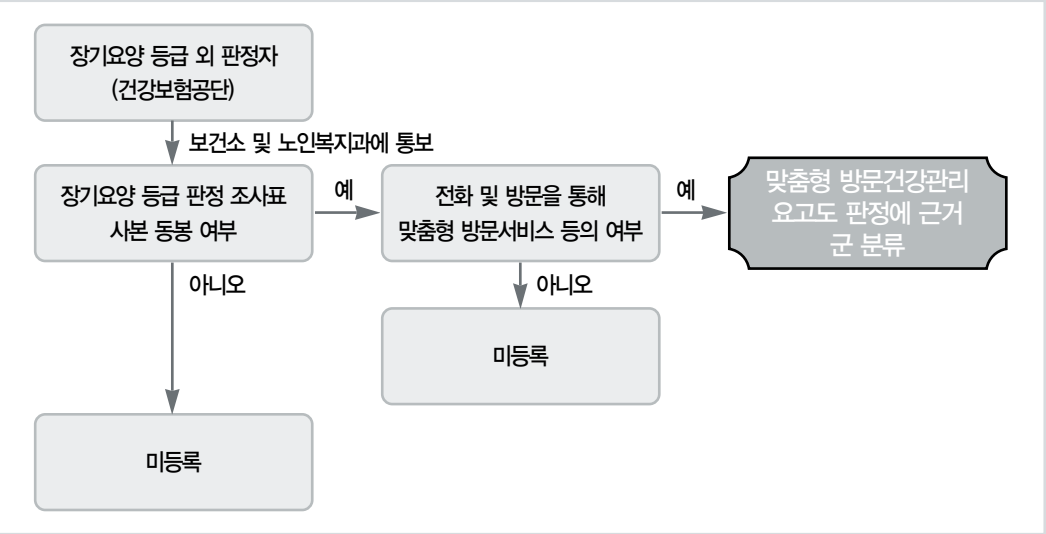 장기요양 등급 외 판정자
(건강보험공단)
보건소 및 노인복지과에 통보
장기요양 등급 판정 조사표
사본 동봉 여부
예
전화 및 방문을 통해
맞춤형 방문서비스 등의 여부
예
맞춤형 방문건강관리
요고도 판정에 근거
군 분류
아니오
아니오
미등록
미등록